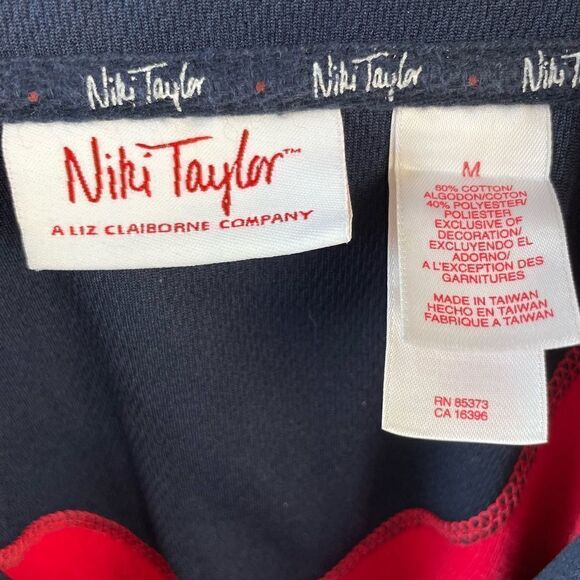 Niki Taylor Niki Taylor Niki T
Niki Taylor™
A LIZ CLAIBORNE COMPANY
M
60% COTTON/
ALGODON/COTON
40% POLYESTER/
POLIESTER
EXCLUSIVE OF
DECORATION/
EXCLUYENDO EL
ADORNO/
A L'EXCEPTION DES
GARNITURES
MADE IN TAIWAN
HECHO EN TAIWAN
FABRIQUE A TAIWAN
RN 85373
CA 16396